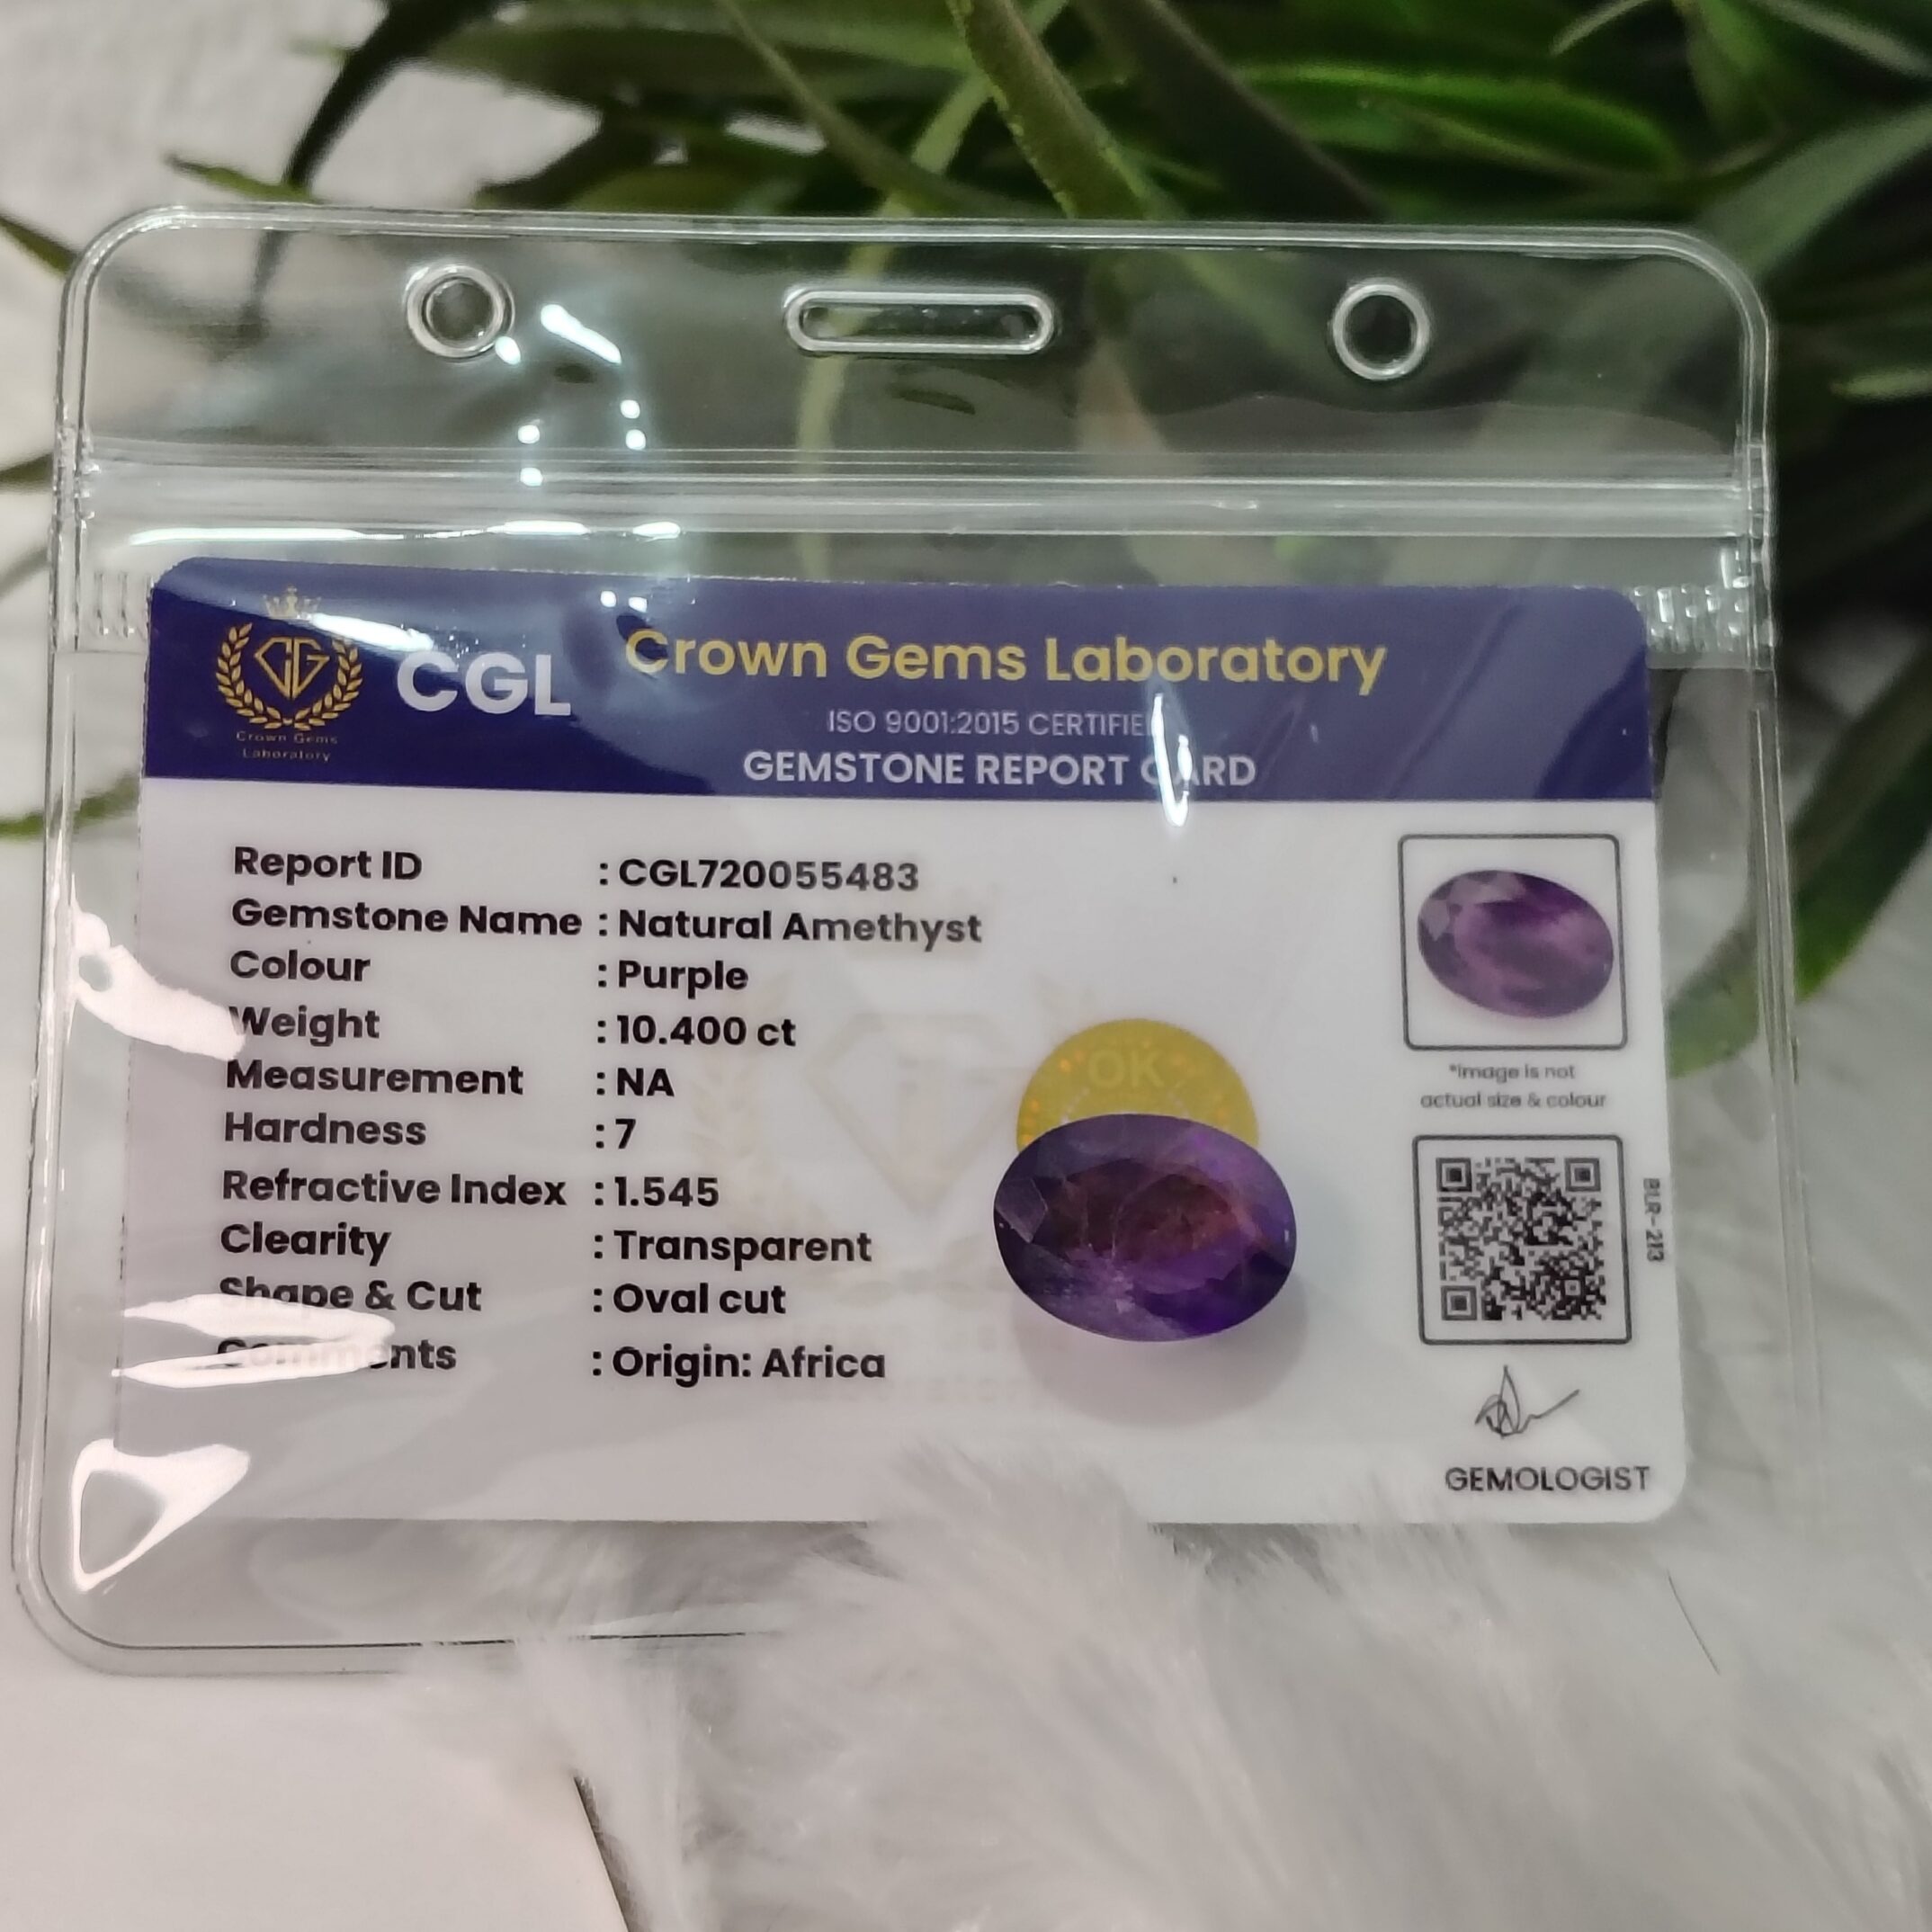 Crown Gems
Laboratory
CGL
Crown Gems Laboratory
ISO 9001:2015 CERTIFIED
GEMSTONE REPORT CARD
Report ID : CGL720055483
Gemstone Name : Natural Amethyst
Colour : Purple
Weight : 10.400 ct
Measurement : NA
Hardness : 7
Refractive Index : 1.545
Clearity : Transparent
Shape & Cut : Oval cut
Comments : Origin: Africa
OK
*image is not
actual size & colour
BLR-213
GEMOLOGIST